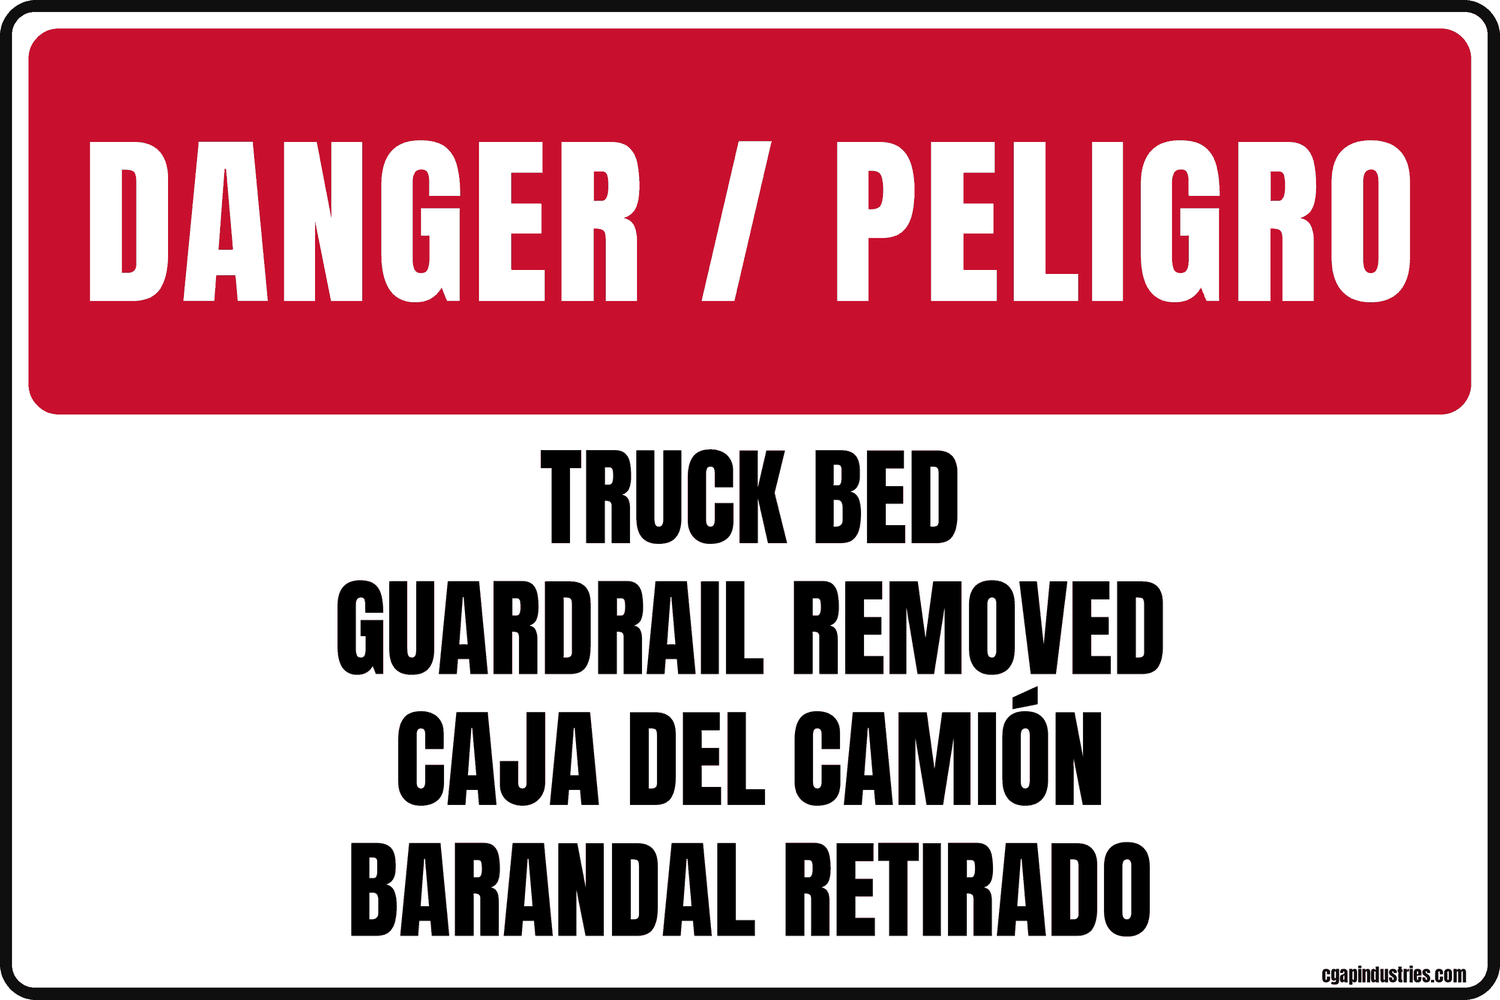 DANGER / PELIGRO
TRUCK BED
GUARDRAIL REMOVED
CAJA DEL CAMIÓN
BARANDAL RETIRADO
cgapindustries.com